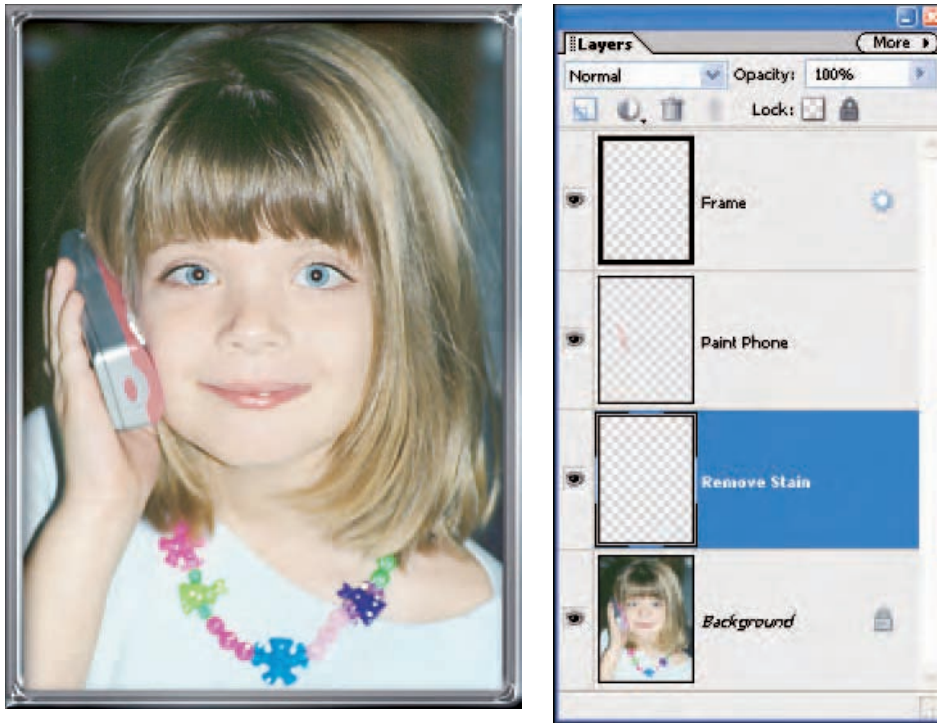 Layers
More
Normal
Opacity: 100%
Lock:
Frame
Paint Phone
Remove Stain
Background